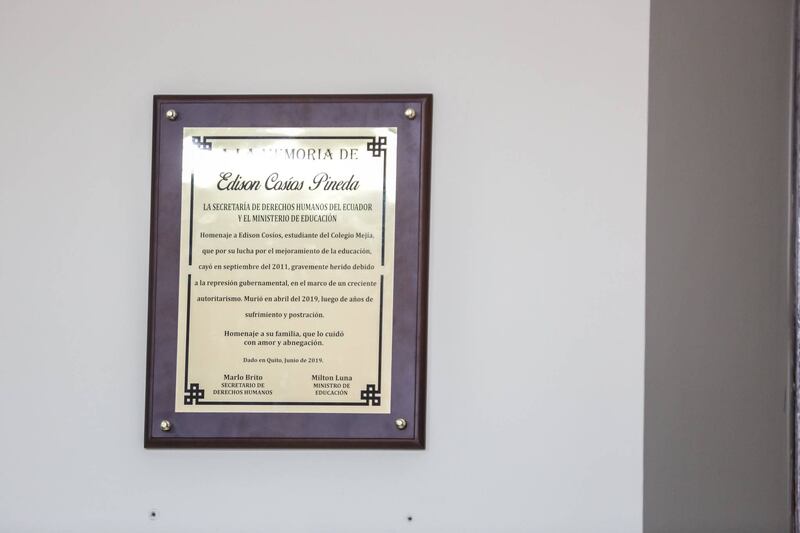 A LA MEMORIA DE
Edison Cosíos Pineda
LA SECRETARÍA DE DERECHOS HUMANOS DEL ECUADOR
Y EL MINISTERIO DE EDUCACIÓN
Homenaje a Edison Cosíos, estudiante del Colegio Mejía,
que por su lucha por el mejoramiento de la educación,
cayó en septiembre del 2011, gravemente herido debido
a la represión gubernamental, en el marco de un creciente
autoritarismo. Murió en abril del 2019, luego de años de
sufrimiento y postración.
Homenaje a su familia, que lo cuidó
con amor y abnegación.
Dado en Quito, Junio de 2019.
Marlo Brito
SECRETARIO DE
DERECHOS HUMANOS
Milton Luna
MINISTRO DE
EDUCACIÓN